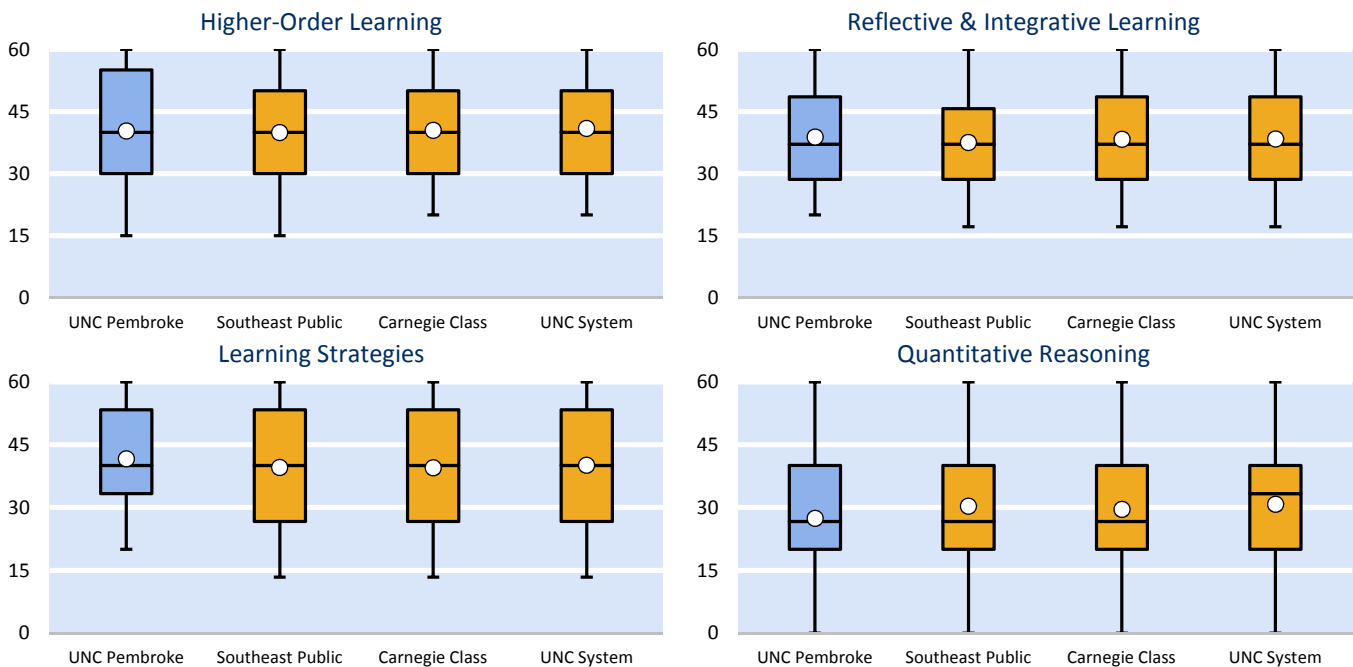 Higher-Order Learning
60
45
30
15
0
UNC Pembroke Southeast Public Carnegie Class UNC System
Reflective & Integrative Learning
60
45
30
15
0
UNC Pembroke Southeast Public Carnegie Class UNC System
Learning Strategies
60
45
30
15
0
UNC Pembroke Southeast Public Carnegie Class UNC System
Quantitative Reasoning
60
45
30
15
0
UNC Pembroke Southeast Public Carnegie Class UNC System